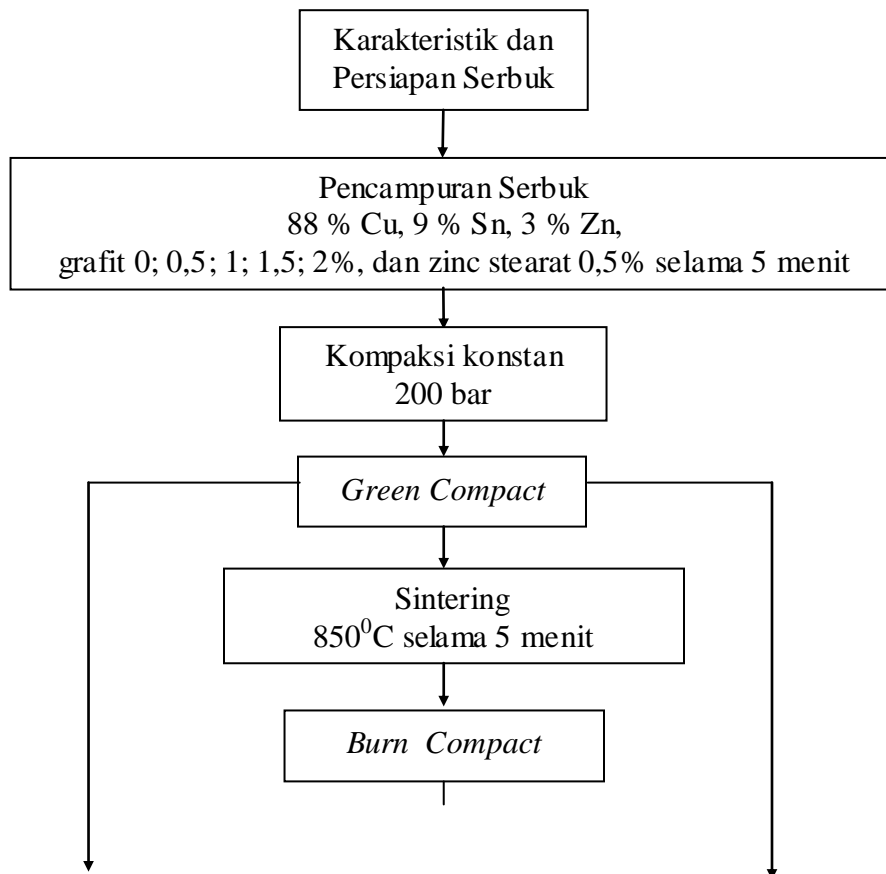 Karakteristik dan
Persiapan Serbuk
Pencampuran Serbuk
88 % Cu, 9 % Sn, 3 % Zn,
grafit 0; 0,5; 1; 1,5; 2%, dan zinc stearat 0,5% selama 5 menit
Kompaksi konstan
200 bar
Green Compact
Sintering
850⁰C selama 5 menit
Burn Compact